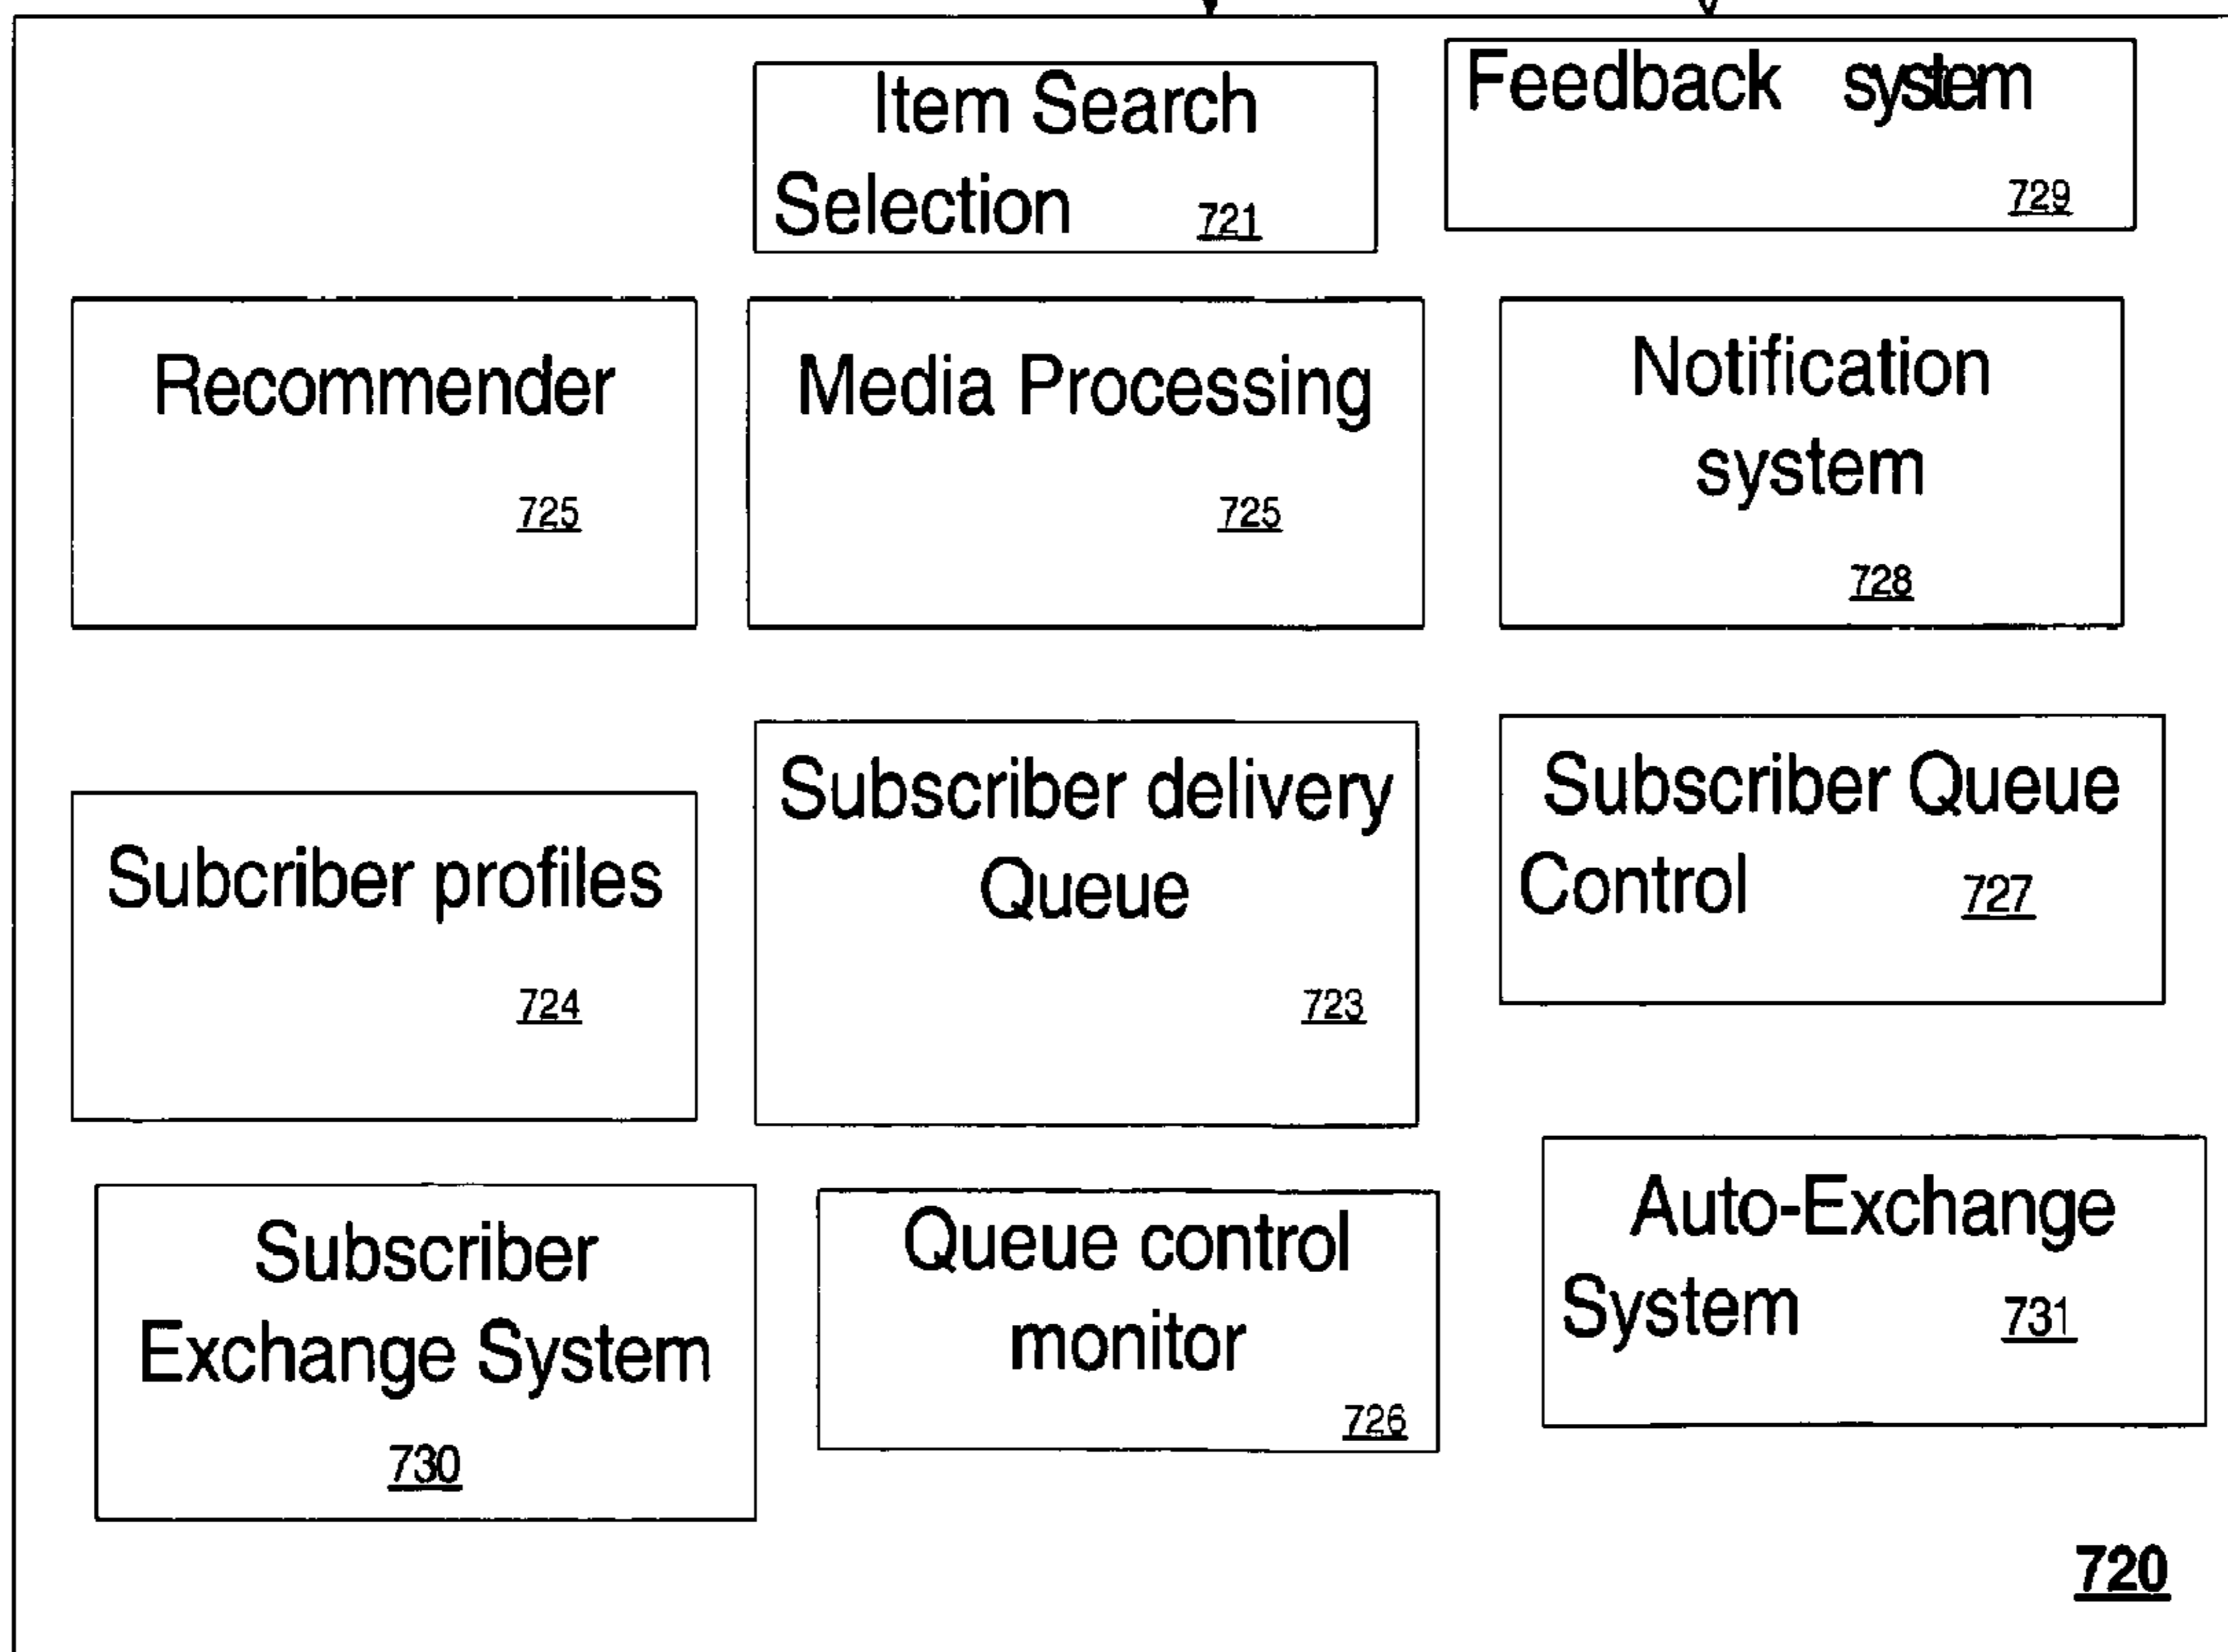 Item Search
Selection 721
Feedback system
729
Recommender
725
Media Processing
725
Notification
system
728
Subcriber profiles
724
Subscriber delivery
Queue
723
Subscriber Queue
Control 727
Subscriber
Exchange System
730
Queue control
monitor
726
Auto-Exchange
System 731
720